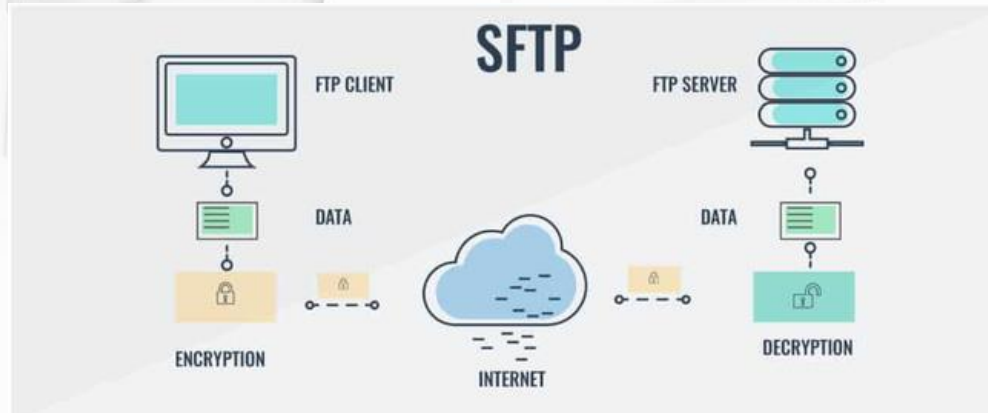 SFTP
FTP CLIENT
FTP SERVER
DATA
DATA
ENCRYPTION
INTERNET
DECRYPTION